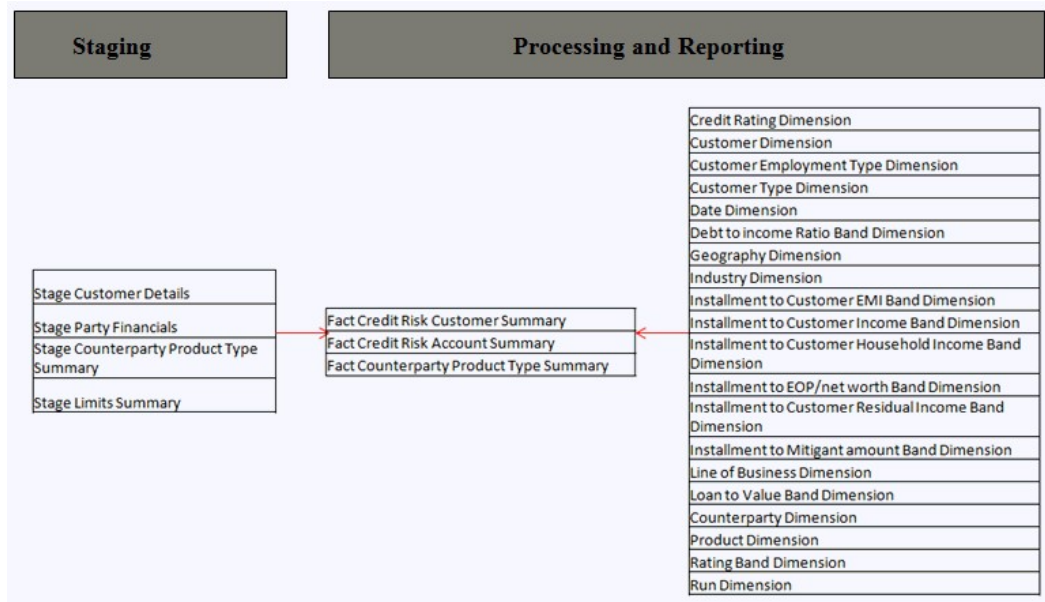 Staging
Processing and Reporting
Stage Customer Details
Stage Party Financials
Stage Counterparty Product Type
Summary
Stage Limits Summary
Fact Credit Risk Customer Summary
Fact Credit Risk Account Summary
Fact Counterparty Product Type Summary
Credit Rating Dimension
Customer Dimension
Customer Employment Type Dimension
Customer Type Dimension
Date Dimension
Debt to income Ratio Band Dimension
Geography Dimension
Industry Dimension
Installment to Customer EMI Band Dimension
Installment to Customer Income Band Dimension
Installment to Customer Household Income Band
Dimension
Installment to EOP/net worth Band Dimension
Installment to Customer Residual Income Band
Dimension
Installment to Mitigant amount Band Dimension
Line of Business Dimension
Loan to Value Band Dimension
Counterparty Dimension
Product Dimension
Rating Band Dimension
Run Dimension